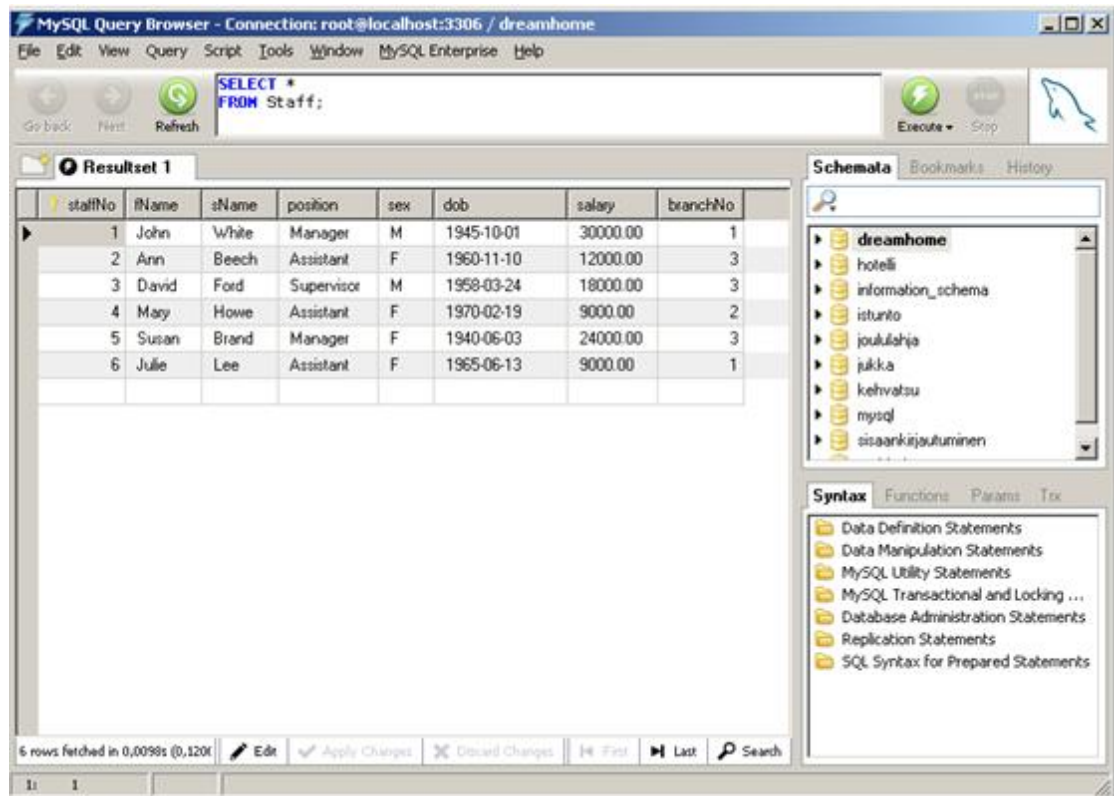 MySQL Query Browser - Connection: root@localhost:3306 / dreamhome
File Edit View Query Script Tools Window MySQL Enterprise Help
SELECT *
FROM Staff;
Go back Next Refresh
Execute Stop
Resultset 1
staffNo fName sName position sex dob salary branchNo
1 John White Manager M 1945-10-01 30000.00 1
2 Ann Beech Assistant F 1960-11-10 12000.00 3
3 David Ford Supervisor M 1958-03-24 18000.00 3
4 Mary Howe Assistant F 1970-02-19 9000.00 2
5 Susan Brand Manager F 1940-06-03 24000.00 3
6 Julie Lee Assistant F 1965-06-13 9000.00 1
Schemata Bookmarks History
dreamhome
hotelli
information_schema
istunto
joululahja
jukka
kehvatsu
mysql
sisaankirjautuminen
Syntax Functions Params Trx
Data Definition Statements
Data Manipulation Statements
MySQL Utility Statements
MySQL Transactional and Locking ...
Database Administration Statements
Replication Statements
SQL Syntax for Prepared Statements
6 rows fetched in 0,0098s (0,120 Edit Apply Changes Discard Changes First Last Search
1: 1